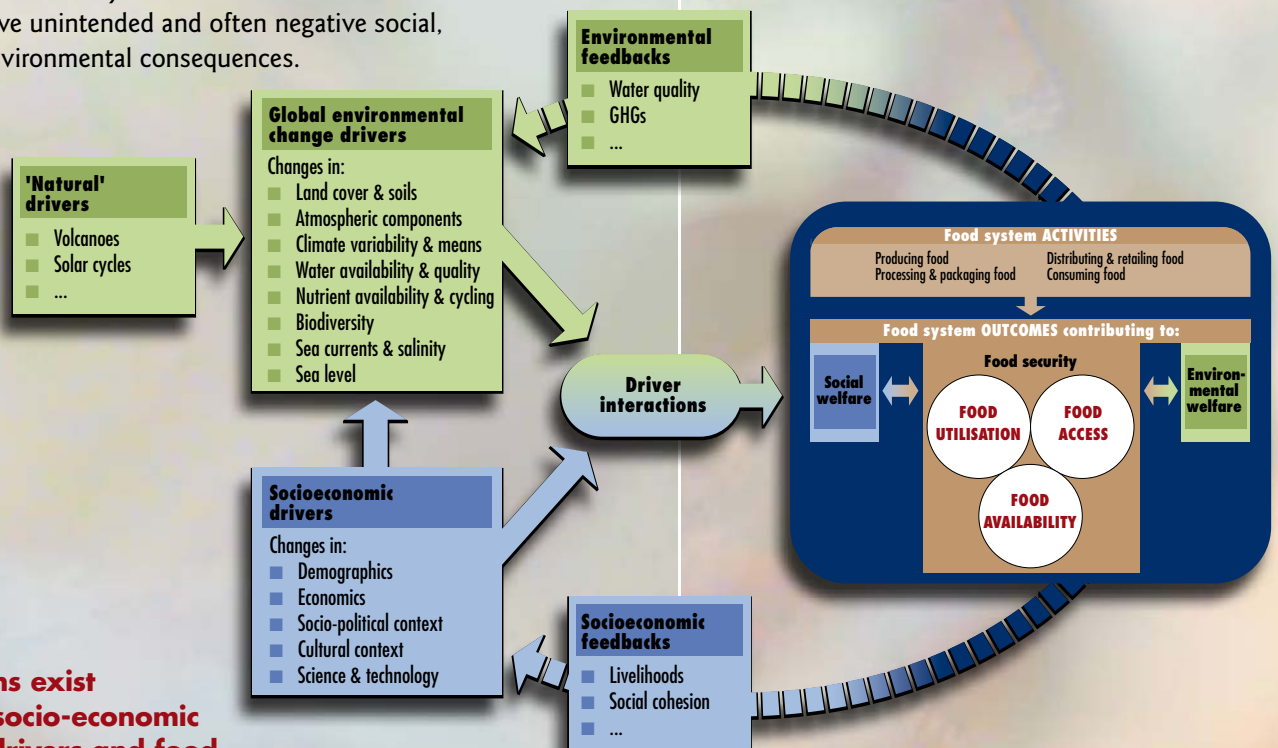 ve unintended and often negative social,
vironmental consequences.
Environmental
feedbacks
Water quality
GHGs
...
Global environmental
change drivers
Changes in:
Land cover & soils
Atmospheric components
Climate variability & means
Water availability & quality
Nutrient availability & cycling
Biodiversity
Sea currents & salinity
Sea level
'Natural'
drivers
Volcanoes
Solar cycles
...
Driver
interactions
Food system ACTIVITIES
Producing food
Processing & packaging food
Distributing & retailing food
Consuming food
Food system OUTCOMES contributing to:
Social
welfare
Food security
FOOD
UTILISATION
FOOD
ACCESS
FOOD
AVAILABILITY
Environ-
mental
welfare
Socioeconomic
drivers
Changes in:
Demographics
Economics
Socio-political context
Cultural context
Science & technology
Socioeconomic
feedbacks
Livelihoods
Social cohesion
...
ns exist
socio-economic
drivers and food